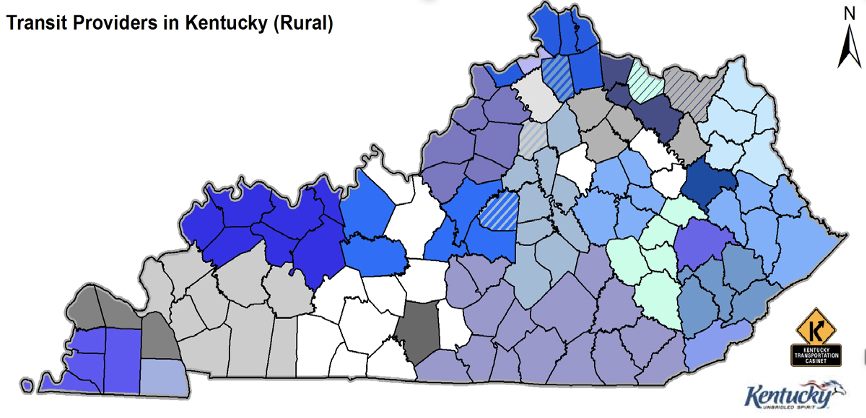 Transit Providers in Kentucky (Rural)
N
KENTUCKY
TRANSPORTATION
CABINET
Kentucky
UNBRIDLED SPIRIT